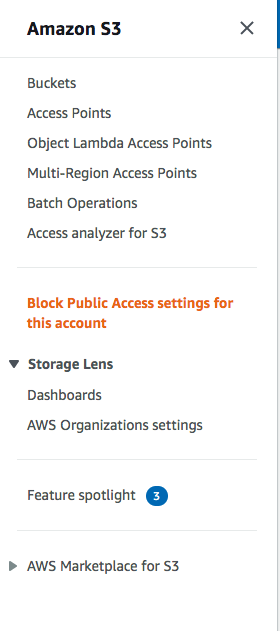 Amazon S3
Buckets
Access Points
Object Lambda Access Points
Multi-Region Access Points
Batch Operations
Access analyzer for S3
Block Public Access settings for
this account
Storage Lens
Dashboards
AWS Organizations settings
Feature spotlight 3
AWS Marketplace for S3